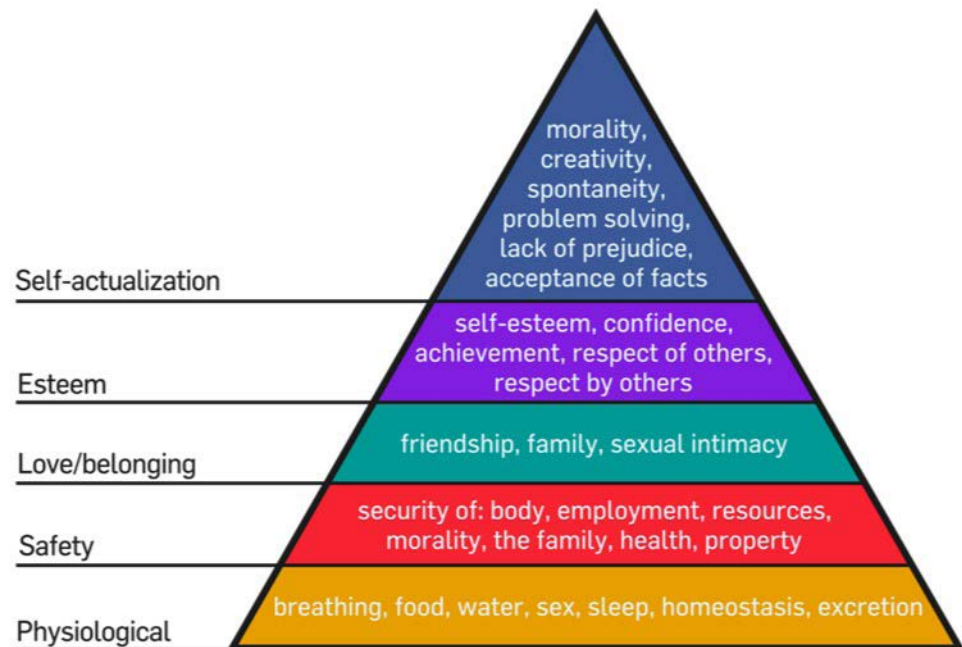 morality,
creativity,
spontaneity,
problem solving,
lack of prejudice,
acceptance of facts
Self-actualization
self-esteem, confidence,
achievement, respect of others,
respect by others
Esteem
friendship, family, sexual intimacy
Love/belonging
security of: body, employment, resources,
morality, the family, health, property
Safety
breathing, food, water, sex, sleep, homeostasis, excretion
Physiological